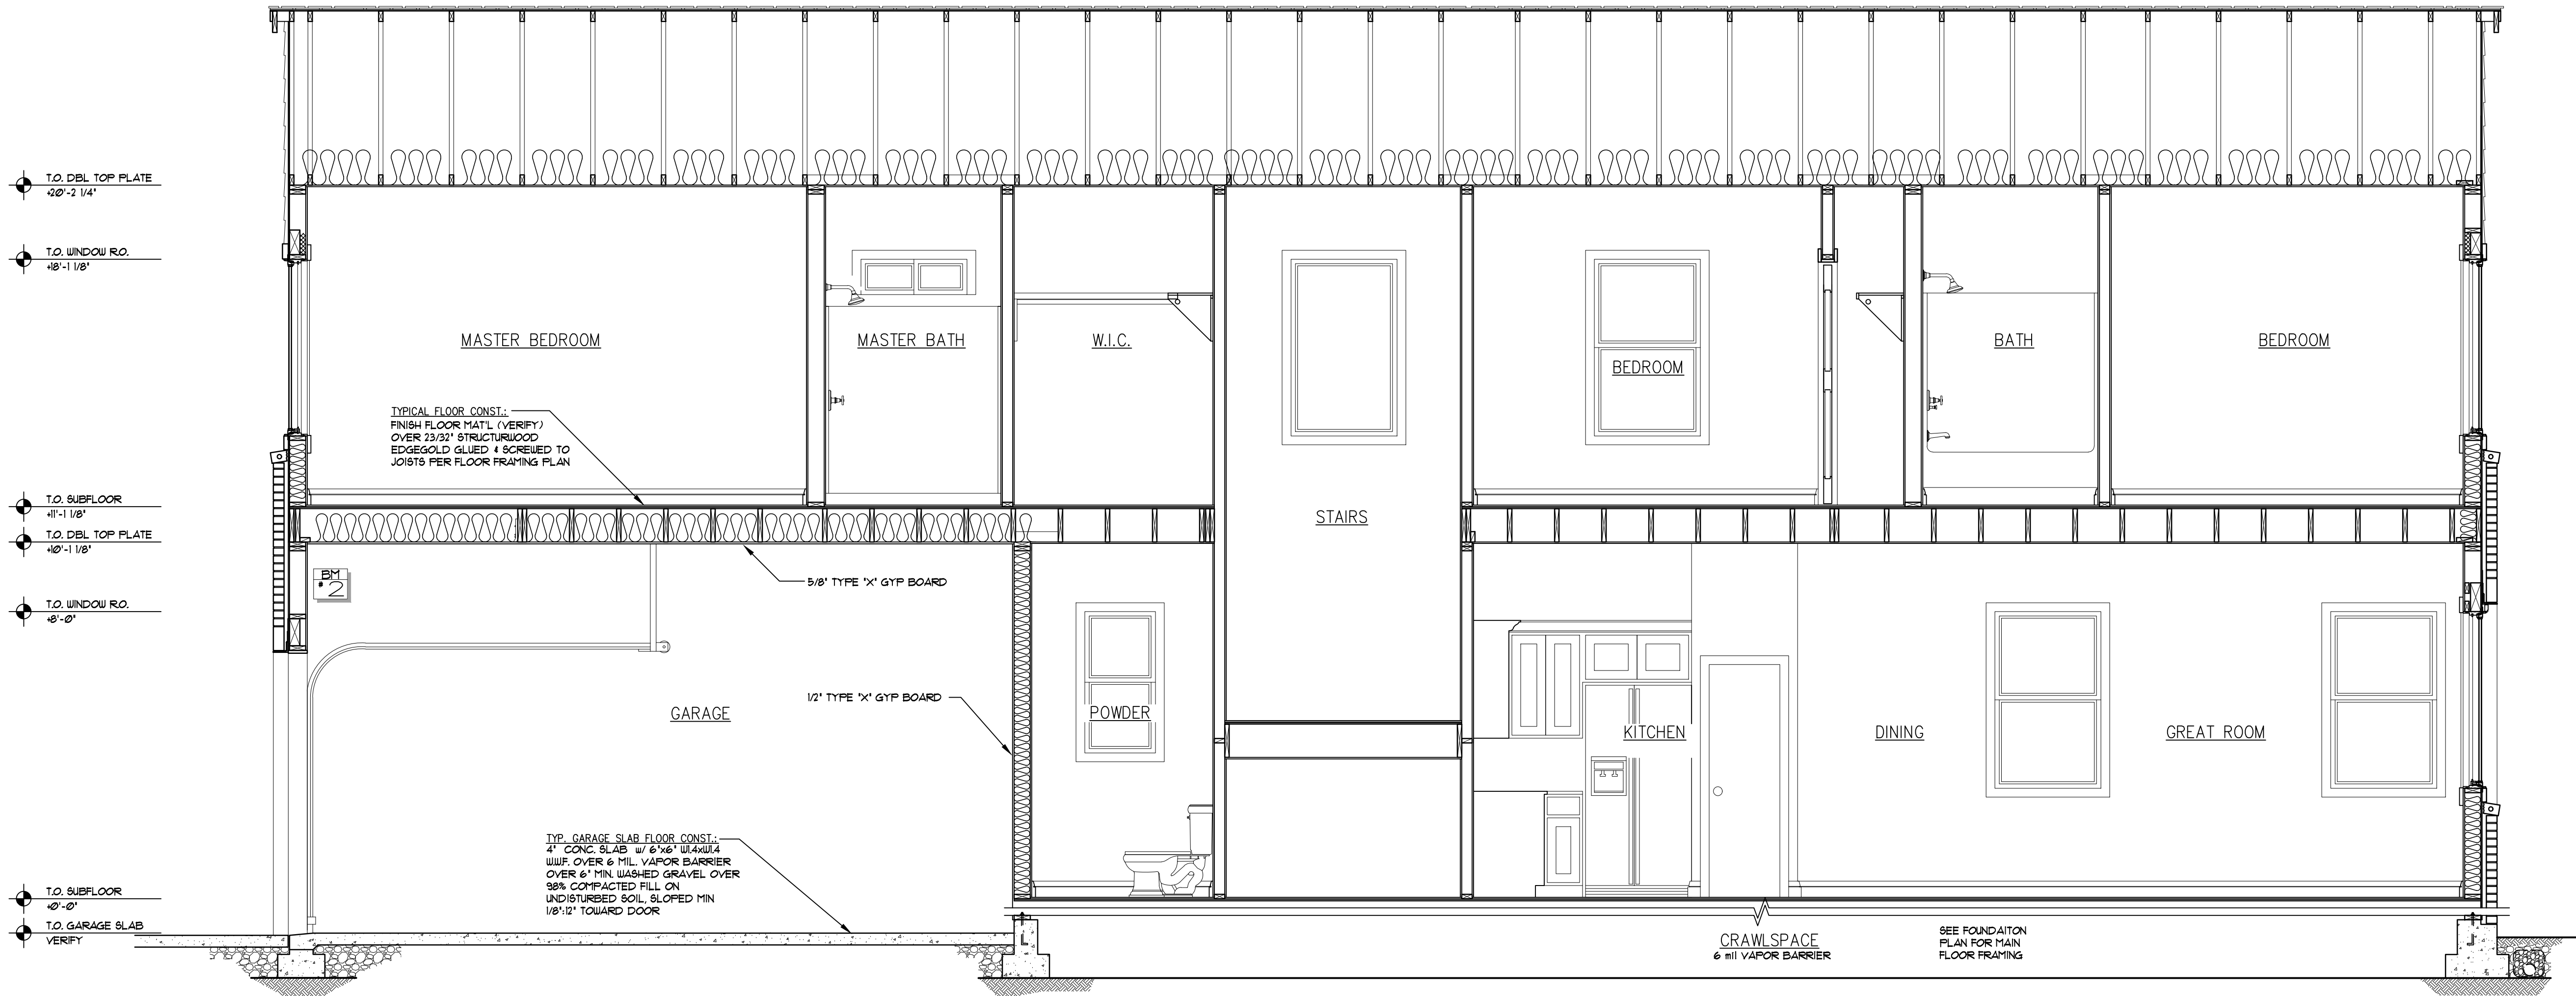 T.O. DBL TOP PLATE
+20'-2 1/4"
T.O. WINDOW R.O.
+18'-1 1/8"
MASTER BEDROOM
MASTER BATH
W.I.C.
BEDROOM
BATH
BEDROOM
TYPICAL FLOOR CONST.:
FINISH FLOOR MAT'L (VERIFY)
OVER 23/32" STRUCTURWOOD
EDGEGOLD GLUED & SCREWED TO
JOISTS PER FLOOR FRAMING PLAN
T.O. SUBFLOOR
+11'-1 1/8"
STAIRS
T.O. DBL TOP PLATE
+10'-1 1/8"
BM
# 2
5/8" TYPE "X" GYP BOARD
T.O. WINDOW R.O.
+8'-0"
1/2" TYPE "X" GYP BOARD
GARAGE
POWDER
KITCHEN
DINING
GREAT ROOM
TYP. GARAGE SLAB FLOOR CONST.:
4" CONC. SLAB w/ 6"x6" W1.4xW1.4
W.W.F. OVER 6 MIL. VAPOR BARRIER
OVER 6" MIN. WASHED GRAVEL OVER
98% COMPACTED FILL ON
UNDISTURBED SOIL, SLOPED MIN
1/8":12" TOWARD DOOR
T.O. SUBFLOOR
+0'-0"
T.O. GARAGE SLAB
VERIFY
CRAWLSPACE
6 mil VAPOR BARRIER
SEE FOUNDAITON
PLAN FOR MAIN
FLOOR FRAMING